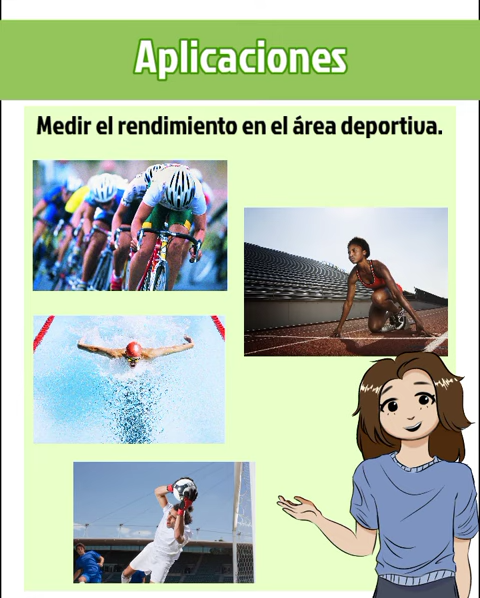 Aplicaciones
Medir el rendimiento en el área deportiva.